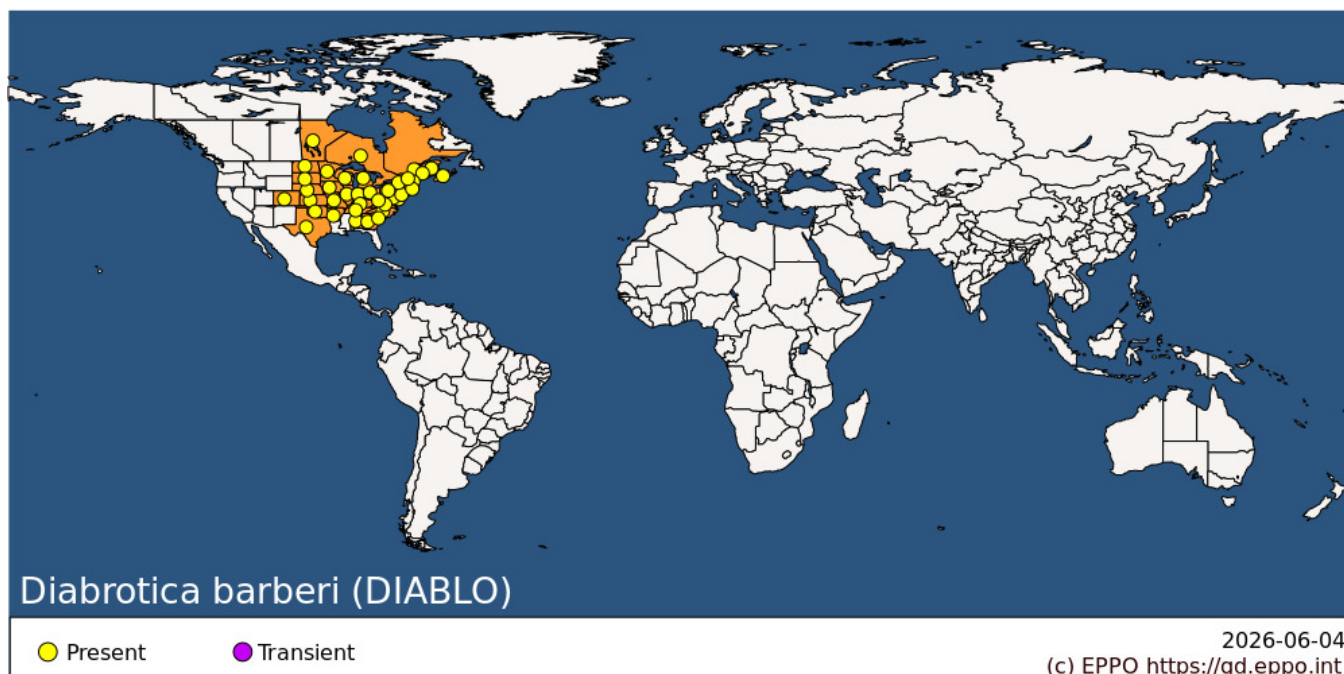 Diabrotica barberi (DIABLO)
Present
Transient
2026-06-04
(c) EPPO https://gd.eppo.int